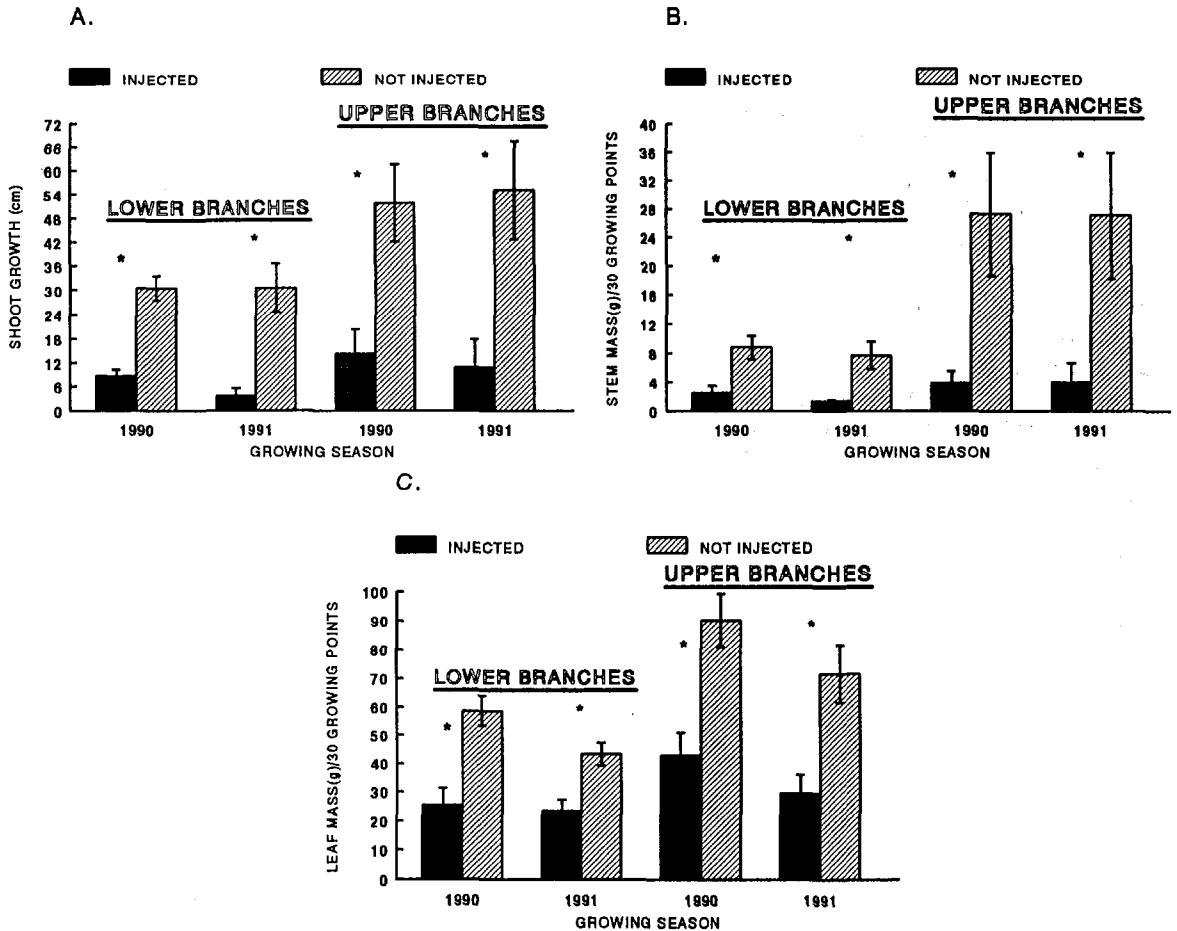 A.
INJECTED NOT INJECTED
UPPER BRANCHES
LOWER BRANCHES
SHOOT GROWTH (cm)
72
66
60
54
48
42
36
30
24
18
12
6
0
* * * *
1990 1991 1990 1991
GROWING SEASON
B.
INJECTED NOT INJECTED
UPPER BRANCHES
LOWER BRANCHES
STEM MASS(g)/30 GROWING POINTS
40
36
32
28
24
20
16
12
8
4
0
* * * *
1990 1991 1990 1991
GROWING SEASON
C.
INJECTED NOT INJECTED
UPPER BRANCHES
LOWER BRANCHES
LEAF MASS(g)/30 GROWING POINTS
100
90
80
70
60
50
40
30
20
10
0
* * * *
1990 1991 1990 1991
GROWING SEASON